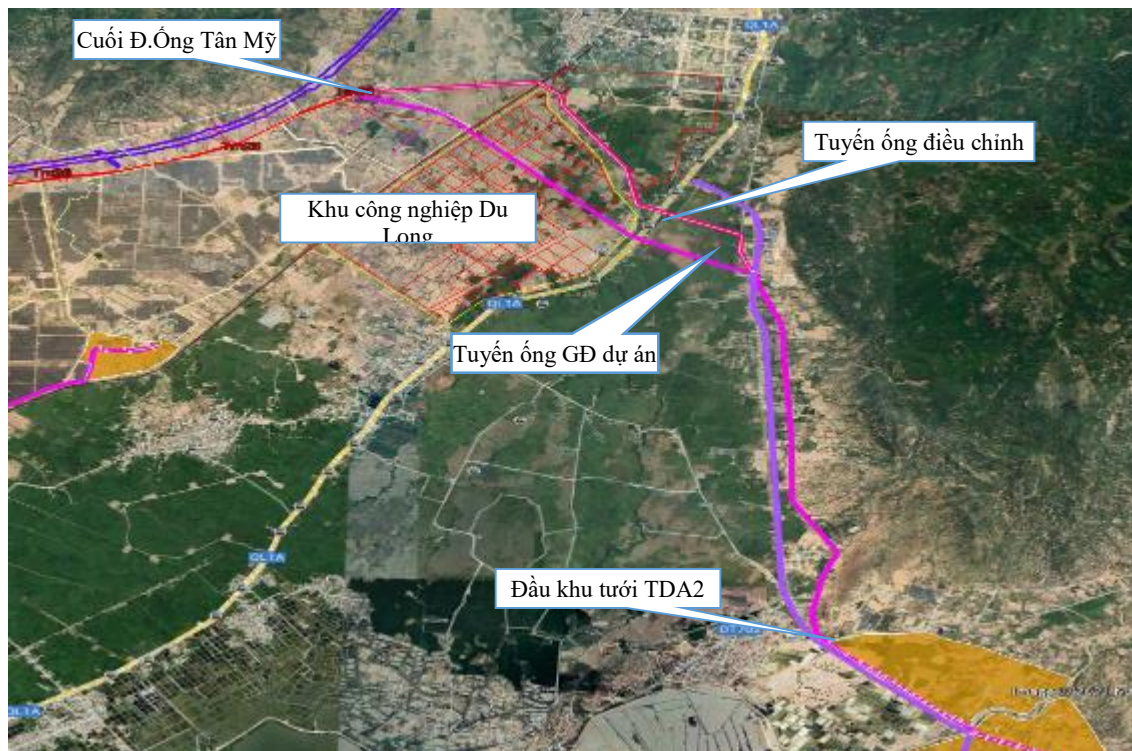 QL1A
Cuối Đ.Ống Tân Mỹ
Tuyến ống điều chỉnh
Khu công nghiệp Du
Long
QL1A
Tuyến ống GĐ dự án
QL1A
Đầu khu tưới TDA2
ĐT702
QL1A